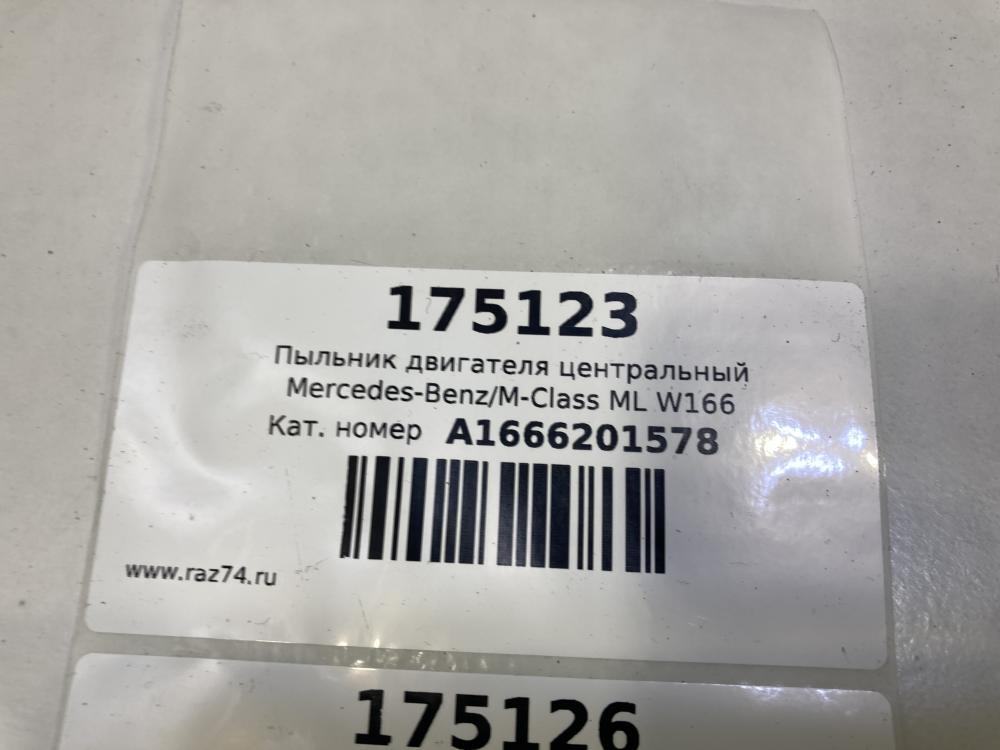 175123
Пыльник двигателя центральный
Mercedes-Benz/M-Class ML W166
Кат. номер A1666201578
www.raz74.ru
175126